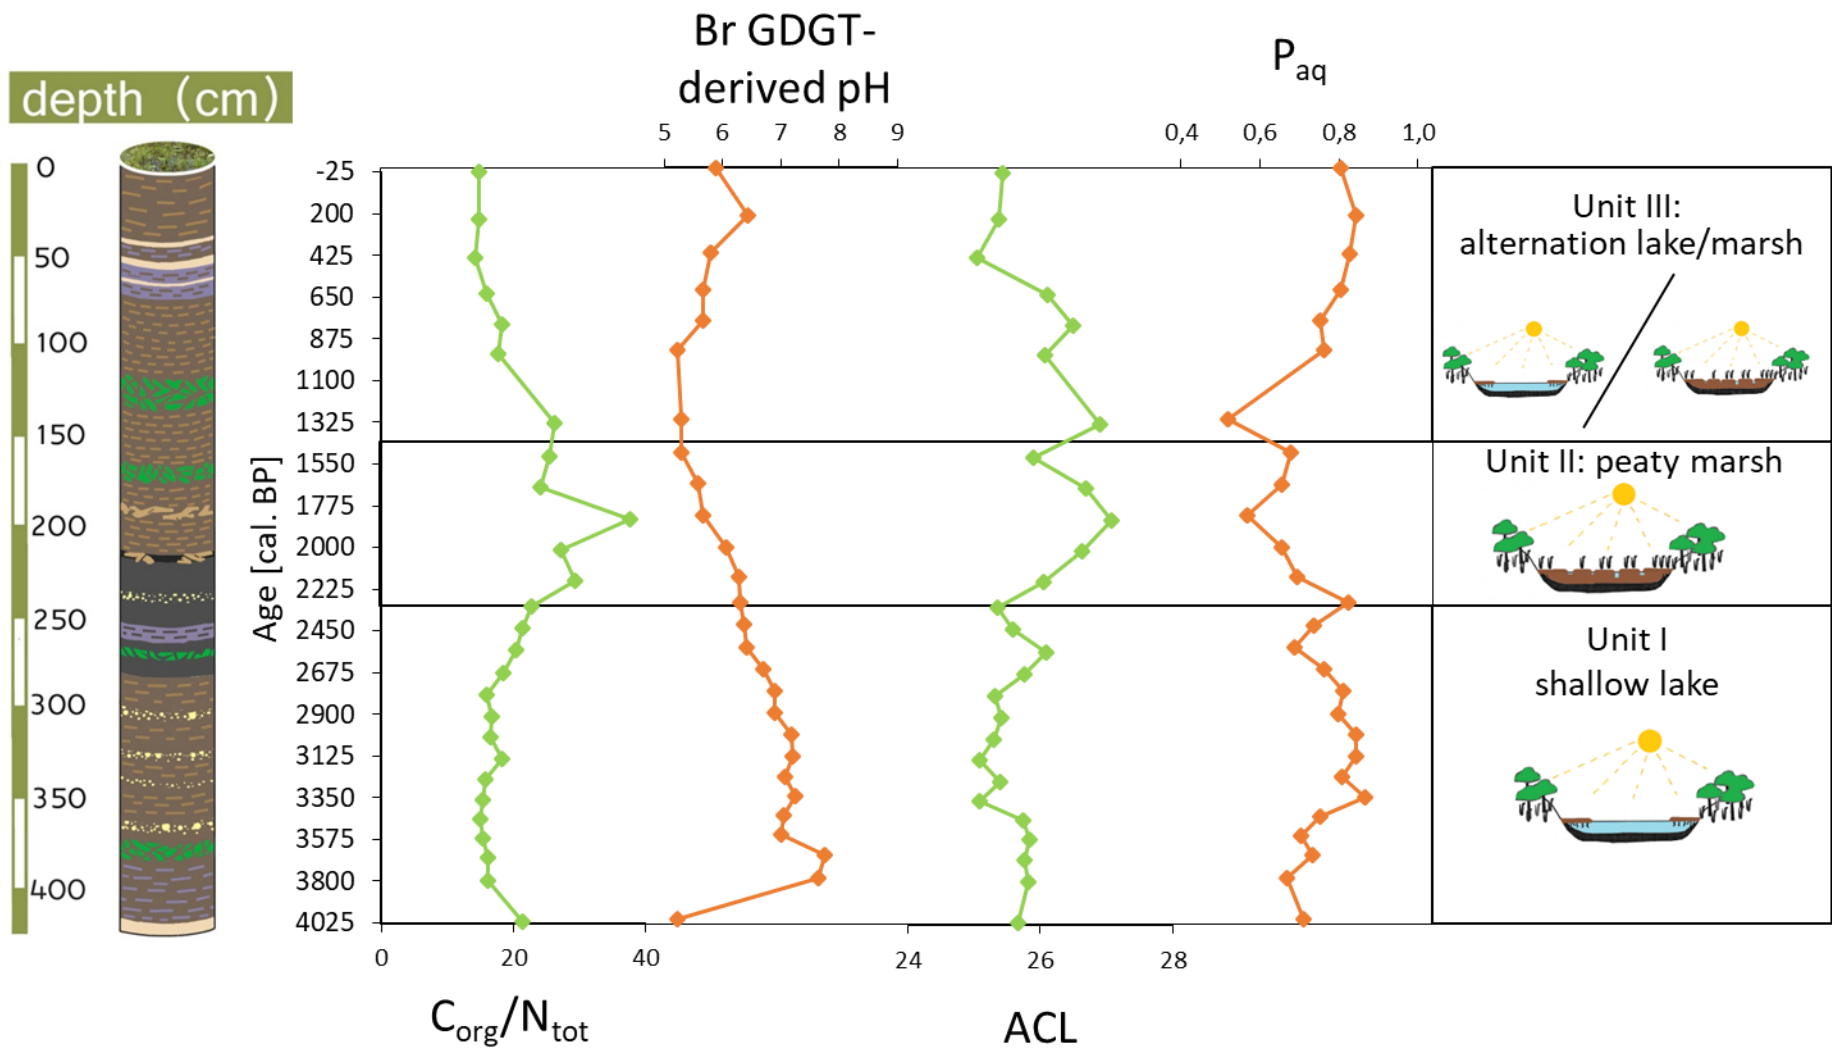 depth (cm)
0
50
100
150
200
250
300
350
400
Age [cal. BP]
-25
200
425
650
875
1100
1325
1550
1775
2000
2225
2450
2675
2900
3125
3350
3575
3800
4025
0 20 40
C_org/N_tot
Br GDGT-
derived pH
5 6 7 8 9
24 26 28
ACL
P_aq
0,4 0,6 0,8 1,0
Unit III:
alternation lake/marsh
Unit II: peaty marsh
Unit I
shallow lake